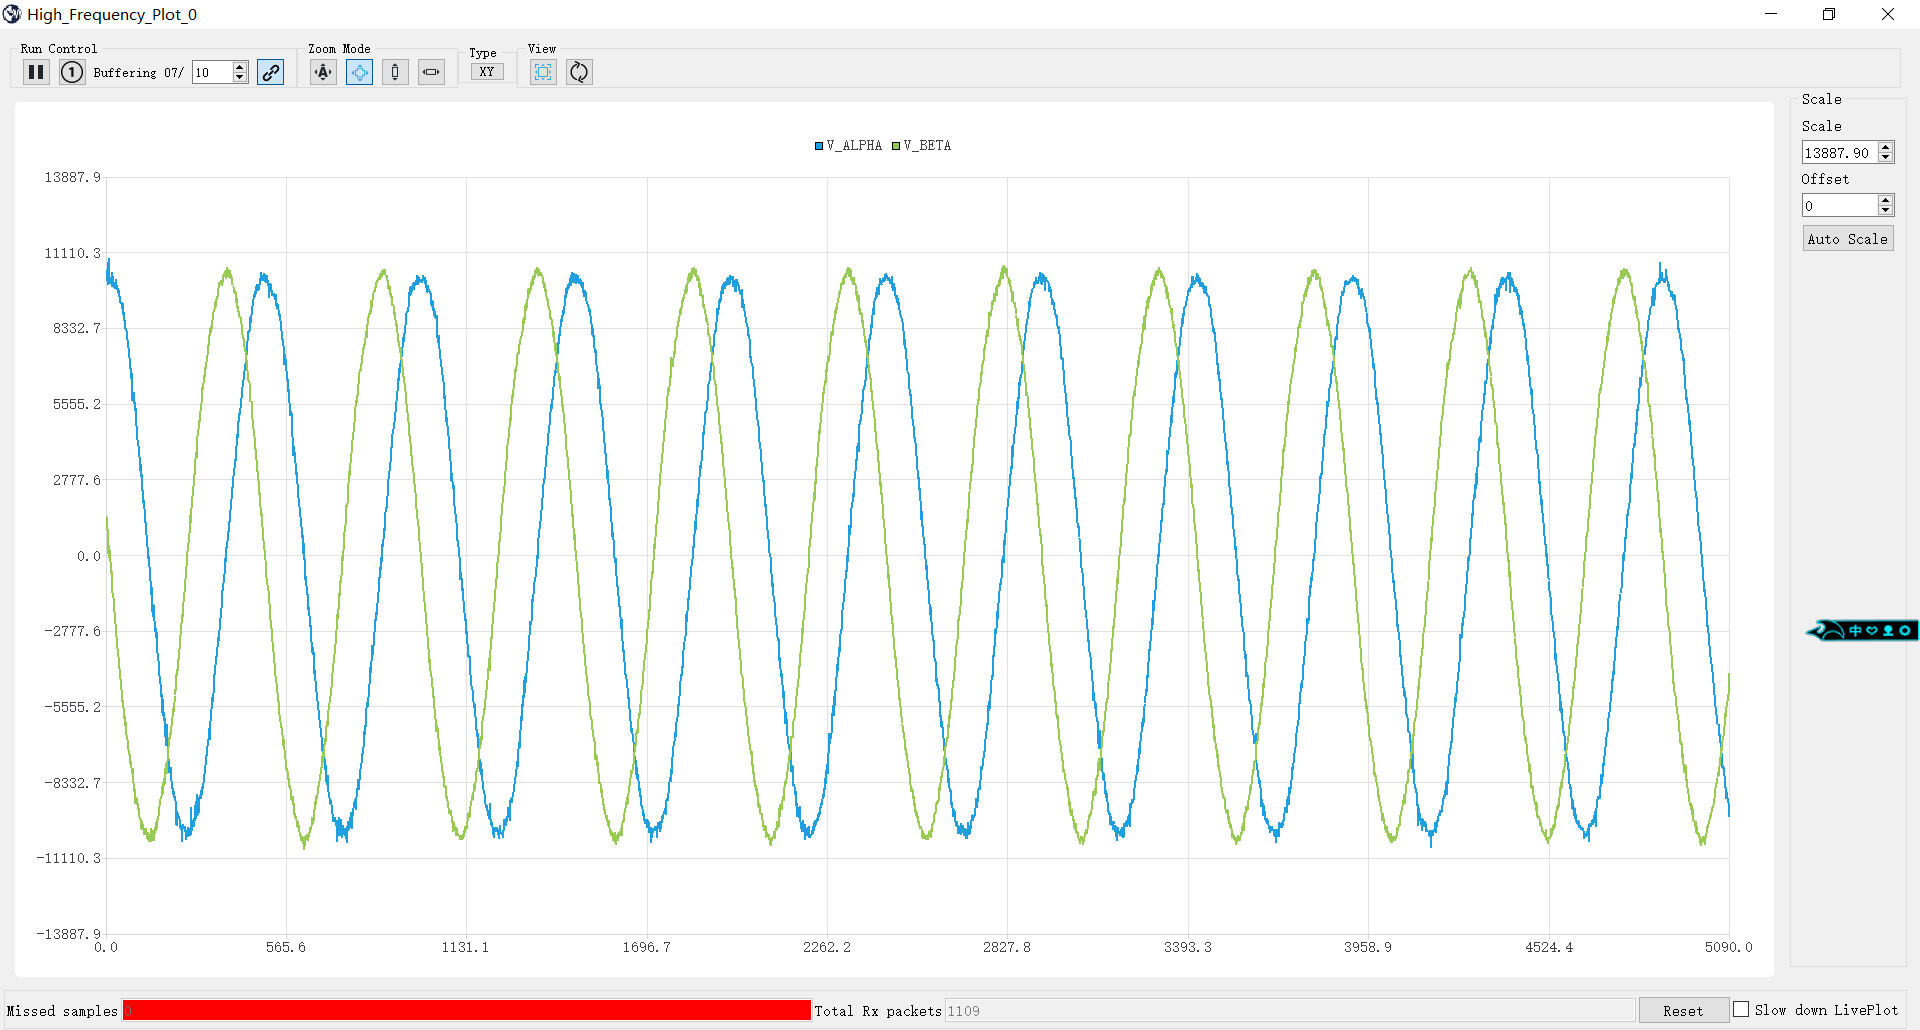 High_Frequency_Plot_0
Run Control
Zoom Mode
Type
View
1
Buffering 07/ 10
A
XY
Scale
Scale
13887.90
Offset
0
Auto Scale
V_ALPHA V_BETA
13887.9
11110.3
8332.7
5555.2
2777.6
0.0
-2777.6
-5555.2
-8332.7
-11110.3
-13887.9
0.0 565.6 1131.1 1696.7 2262.2 2827.8 3393.3 3958.9 4524.4 5090.0
中
Missed samples 0 Total Rx packets 1109 Reset Slow down LivePlot